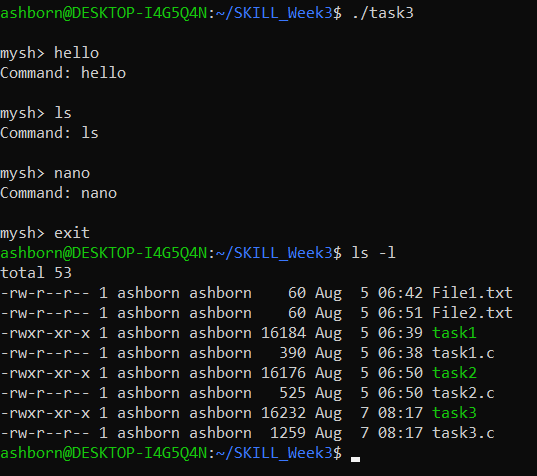 ashborn@DESKTOP-I4G5Q4N:~/SKILL_Week3$ ./task3
mysh> hello
Command: hello
mysh> ls
Command: ls
mysh> nano
Command: nano
mysh> exit
ashborn@DESKTOP-I4G5Q4N:~/SKILL_Week3$ ls -l
total 53
-rw-r--r-- 1 ashborn ashborn    60 Aug  5 06:42 File1.txt
-rw-r--r-- 1 ashborn ashborn    60 Aug  5 06:51 File2.txt
-rwxr-xr-x 1 ashborn ashborn 16184 Aug  5 06:39 task1
-rw-r--r-- 1 ashborn ashborn   390 Aug  5 06:38 task1.c
-rwxr-xr-x 1 ashborn ashborn 16176 Aug  5 06:50 task2
-rw-r--r-- 1 ashborn ashborn   525 Aug  5 06:50 task2.c
-rwxr-xr-x 1 ashborn ashborn 16232 Aug  7 08:17 task3
-rw-r--r-- 1 ashborn ashborn  1259 Aug  7 08:17 task3.c
ashborn@DESKTOP-I4G5Q4N:~/SKILL_Week3$